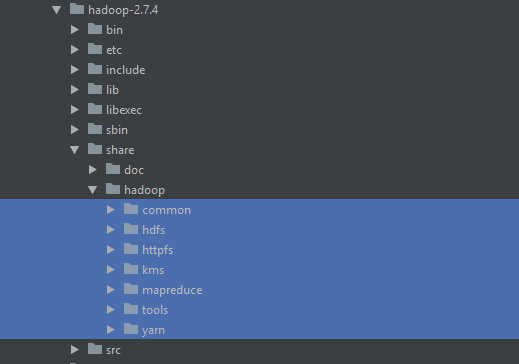 hadoop-2.7.4
bin
etc
include
lib
libexec
sbin
share
doc
hadoop
common
hdfs
httpfs
kms
mapreduce
tools
yarn
src